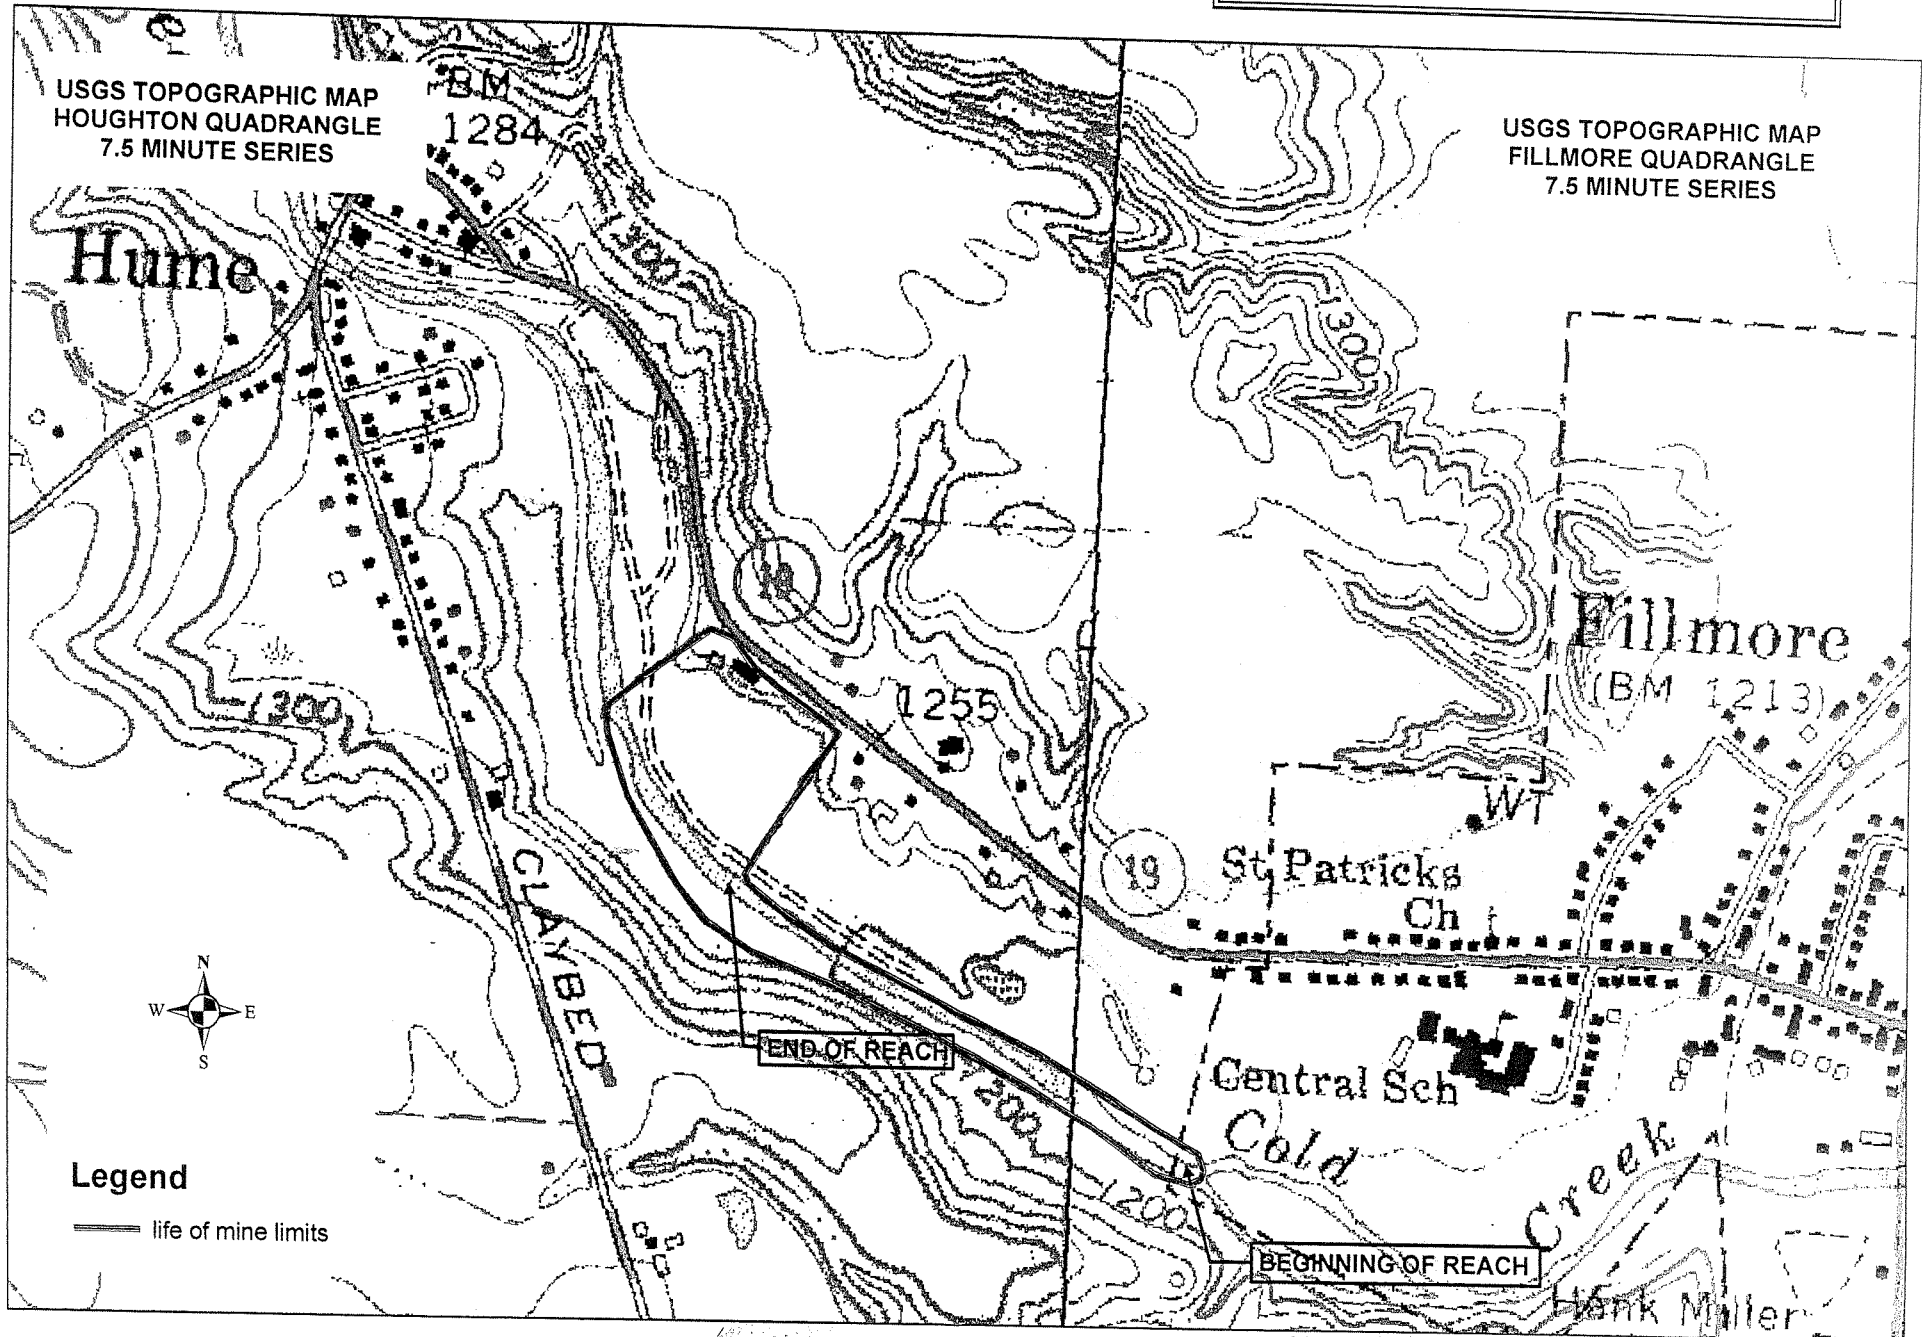 USGS TOPOGRAPHIC MAP
HOUGHTON QUADRANGLE
7.5 MINUTE SERIES
BM
1284
USGS TOPOGRAPHIC MAP
FILLMORE QUADRANGLE
7.5 MINUTE SERIES
Hume
1300
1300
19
Fillmore
(BM 1213)
1255
1300
WT
St Patricks
Ch
19
CLAYBED
N
W E
S
END OF REACH
Central Sch
1200
Cold
Creek
1200
Legend
life of mine limits
BEGINNING OF REACH
Hank Miller